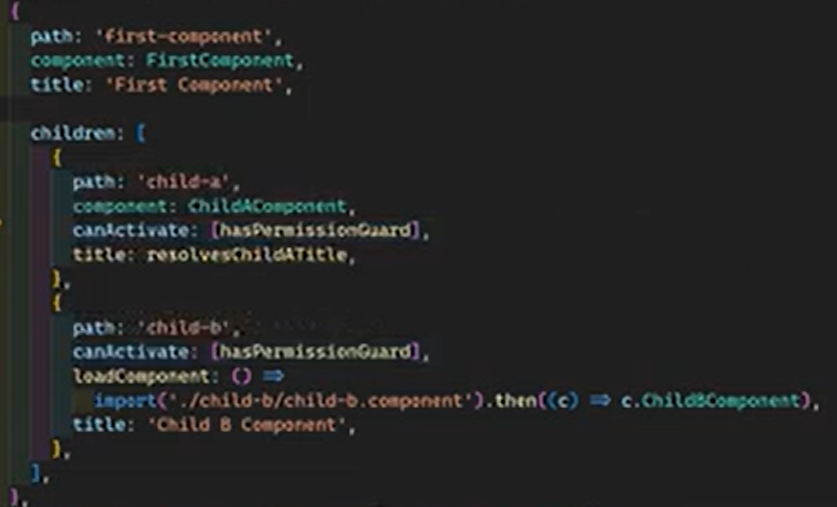 {
path: 'first-component',
component: FirstComponent,
title: 'First Component',
children: [
{
path: 'child-a',
component: ChildAComponent,
canActivate: [hasPermissionGuard],
title: resolvesChildATitle,
},
{
path: 'child-b',
canActivate: [hasPermissionGuard],
loadComponent: () =>
import('./child-b/child-b.component').then((c) => c.ChildBComponent),
title: 'Child B Component',
},
],
},